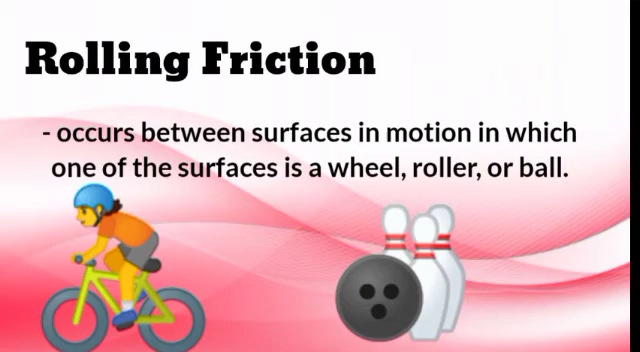 Rolling Friction
- occurs between surfaces in motion in which
one of the surfaces is a wheel, roller, or ball.